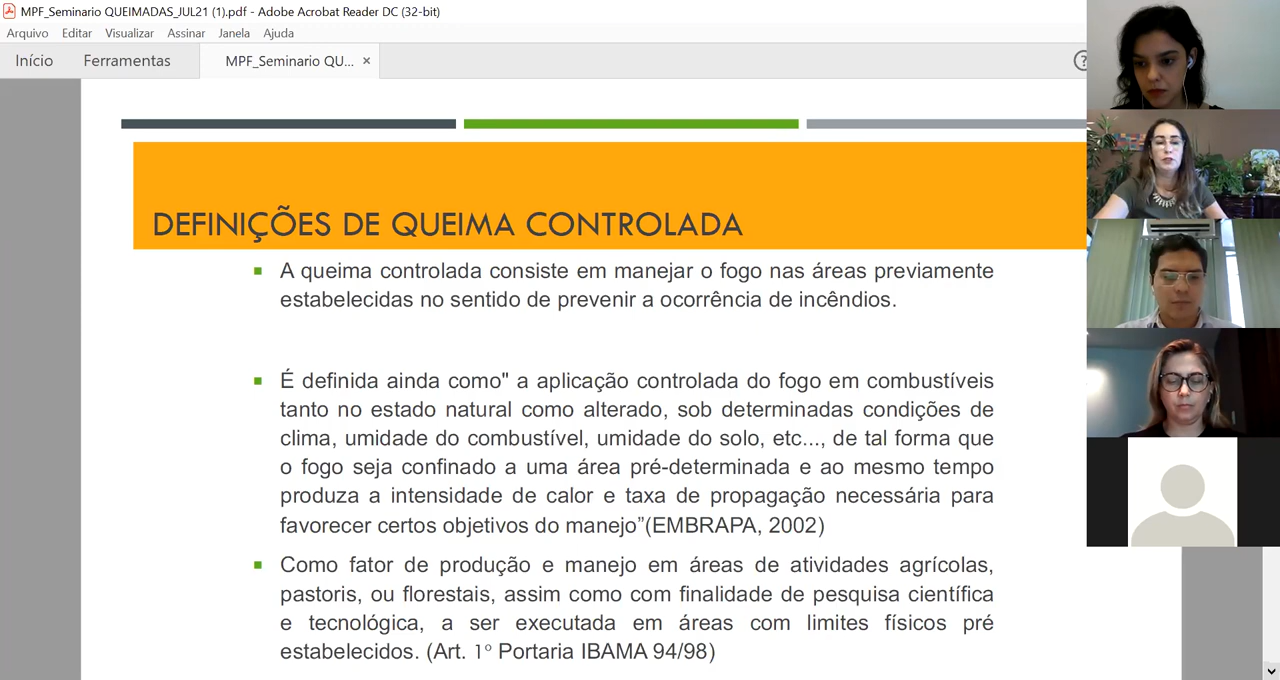 MPF_Seminario QUEIMADAS_JUL21 (1).pdf - Adobe Acrobat Reader DC (32-bit)
Arquivo Editar Visualizar Assinar Janela Ajuda
Início Ferramentas MPF_Seminario QU... ×
?
DEFINIÇÕES DE QUEIMA CONTROLADA
A queima controlada consiste em manejar o fogo nas áreas previamente
estabelecidas no sentido de prevenir a ocorrência de incêndios.
É definida ainda como" a aplicação controlada do fogo em combustíveis
tanto no estado natural como alterado, sob determinadas condições de
clima, umidade do combustível, umidade do solo, etc..., de tal forma que
o fogo seja confinado a uma área pré-determinada e ao mesmo tempo
produza a intensidade de calor e taxa de propagação necessária para
favorecer certos objetivos do manejo”(EMBRAPA, 2002)
Como fator de produção e manejo em áreas de atividades agrícolas,
pastoris, ou florestais, assim como com finalidade de pesquisa científica
e tecnológica, a ser executada em áreas com limites físicos pré
estabelecidos. (Art. 1º Portaria IBAMA 94/98)